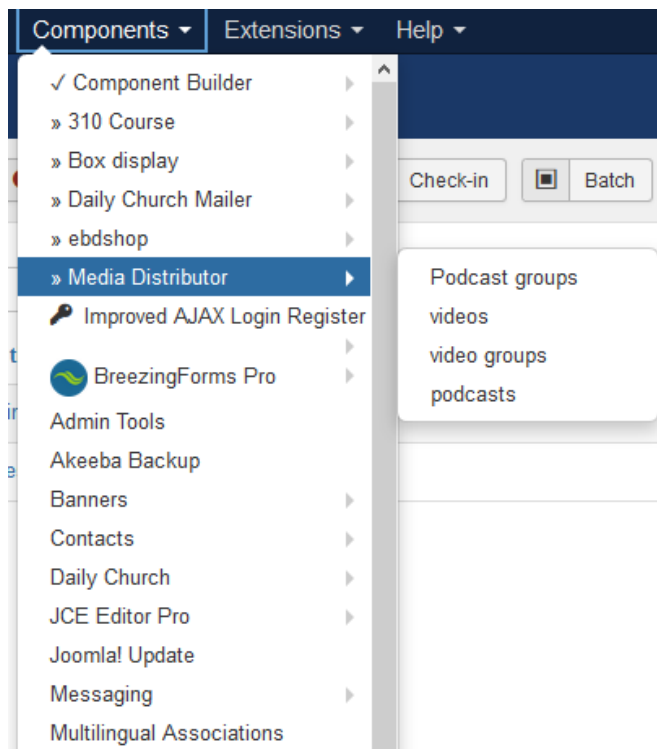 Components
Extensions
Help
✓ Component Builder
» 310 Course
» Box display
» Daily Church Mailer
» ebdshop
» Media Distributor
Improved AJAX Login Register
BreezingForms Pro
Admin Tools
Akeeba Backup
Banners
Contacts
Daily Church
JCE Editor Pro
Joomla! Update
Messaging
Multilingual Associations
Check-in
Batch
Podcast groups
videos
video groups
podcasts